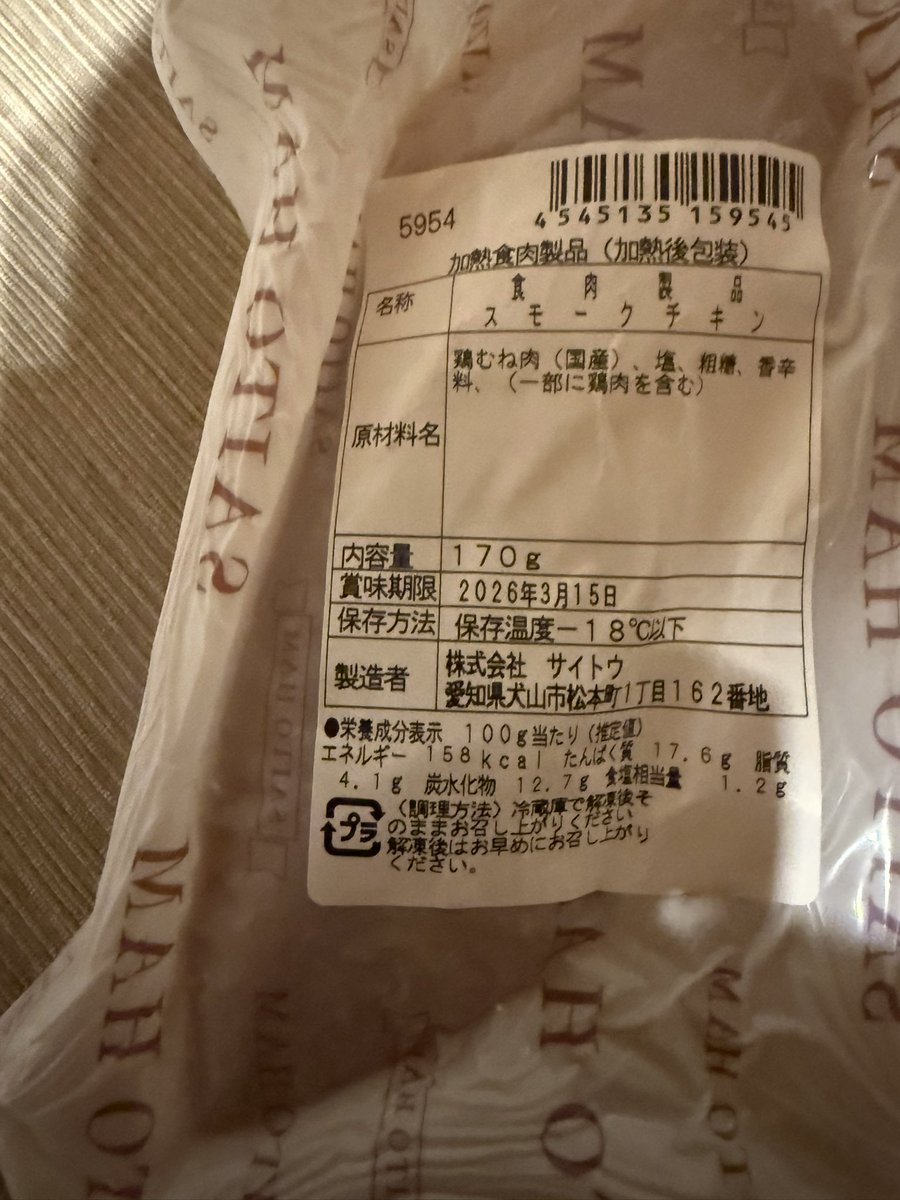 5954
4545135 159545
加熱食肉製品（加熱後包装）
名称
食肉製品
スモークチキン
原材料名
鶏むね肉（国産）、塩、粗糖、香辛
料、（一部に鶏肉を含む）
内容量 170g
賞味期限 2026年3月15日
保存方法 保存温度－18℃以下
製造者
株式会社 サイトウ
愛知県犬山市松本町1丁目162番地
●栄養成分表示 100g当たり(推定値)
エネルギー 158kcal たんぱく質 17.6g 脂質
4.1g 炭水化物 12.7g 食塩相当量 1.2g
プラ
（調理方法）冷蔵庫で解凍後そ
のままお召し上がりください
解凍後はお早めにお召し上がり
ください。
MAH OTIAS
MAH OTIAS
MAH OT
MAH O
MAH OT